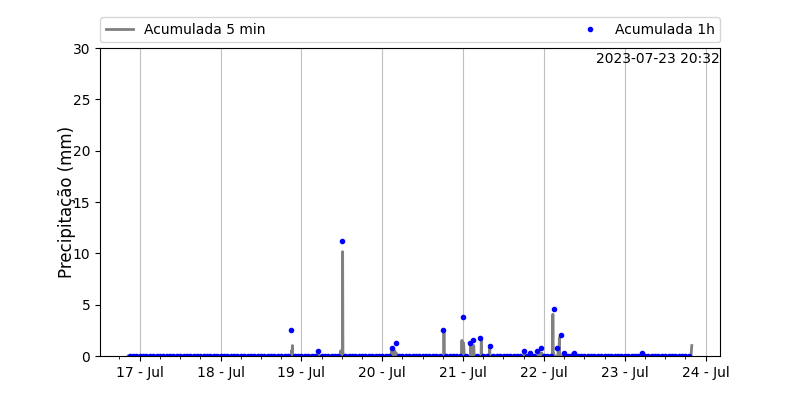 Acumulada 5 min Acumulada 1h
2023-07-23 20:32
Precipitação (mm)
30
25
20
15
10
5
0
17 - Jul 18 - Jul 19 - Jul 20 - Jul 21 - Jul 22 - Jul 23 - Jul 24 - Jul